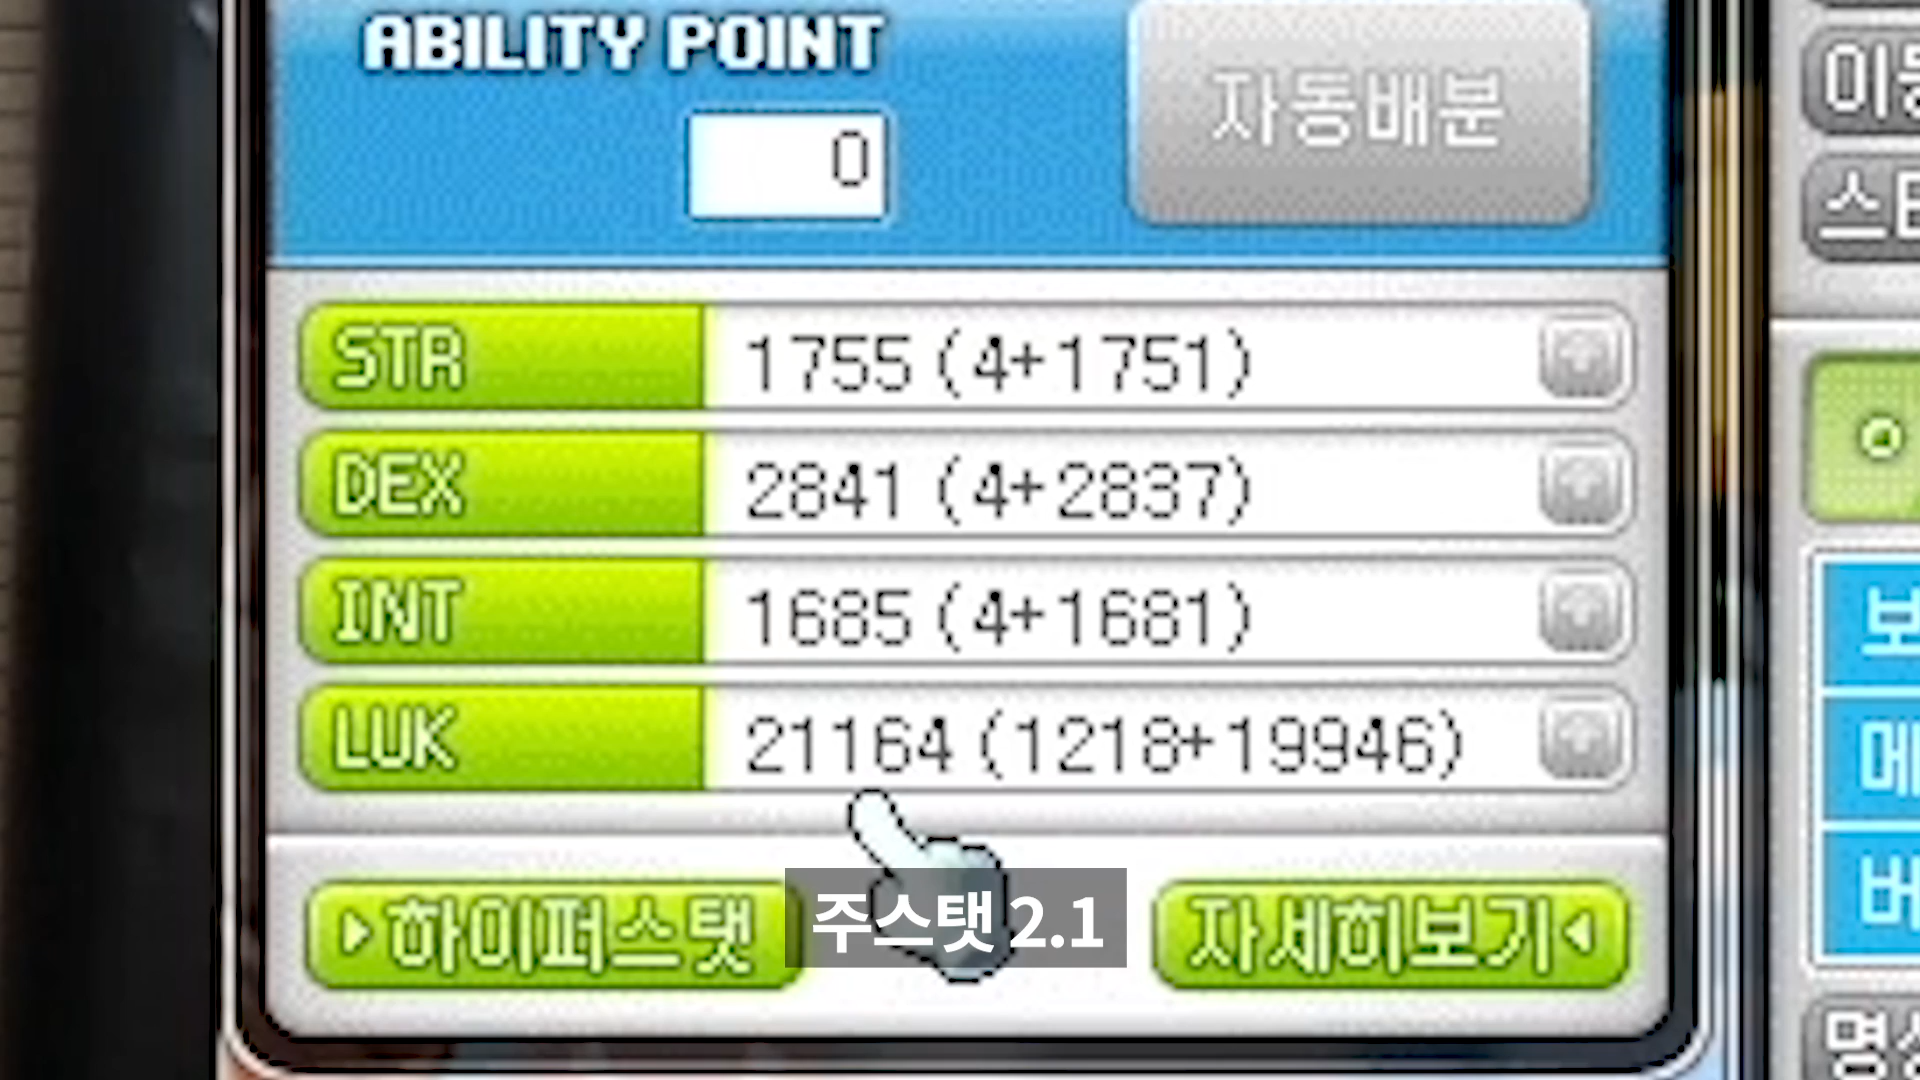 ABILITY POINT
자동배분
0
STR 1755 (4+1751)
DEX 2841 (4+2837)
INT 1685 (4+1681)
LUK 21164 (1218+19946)
하이퍼스탯
주스탯 2.1
자세히보기